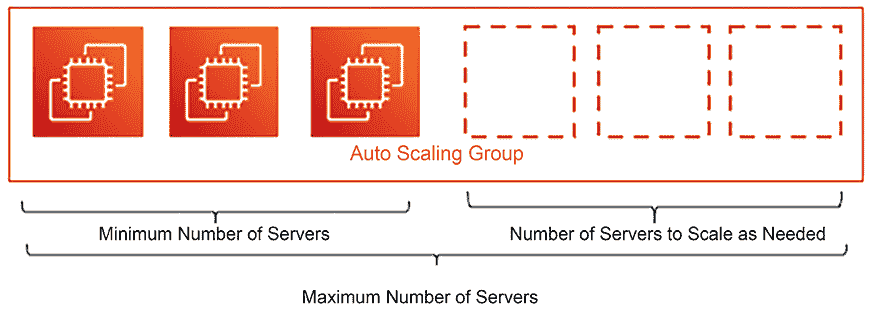 Auto Scaling Group
Minimum Number of Servers
Number of Servers to Scale as Needed
Maximum Number of Servers